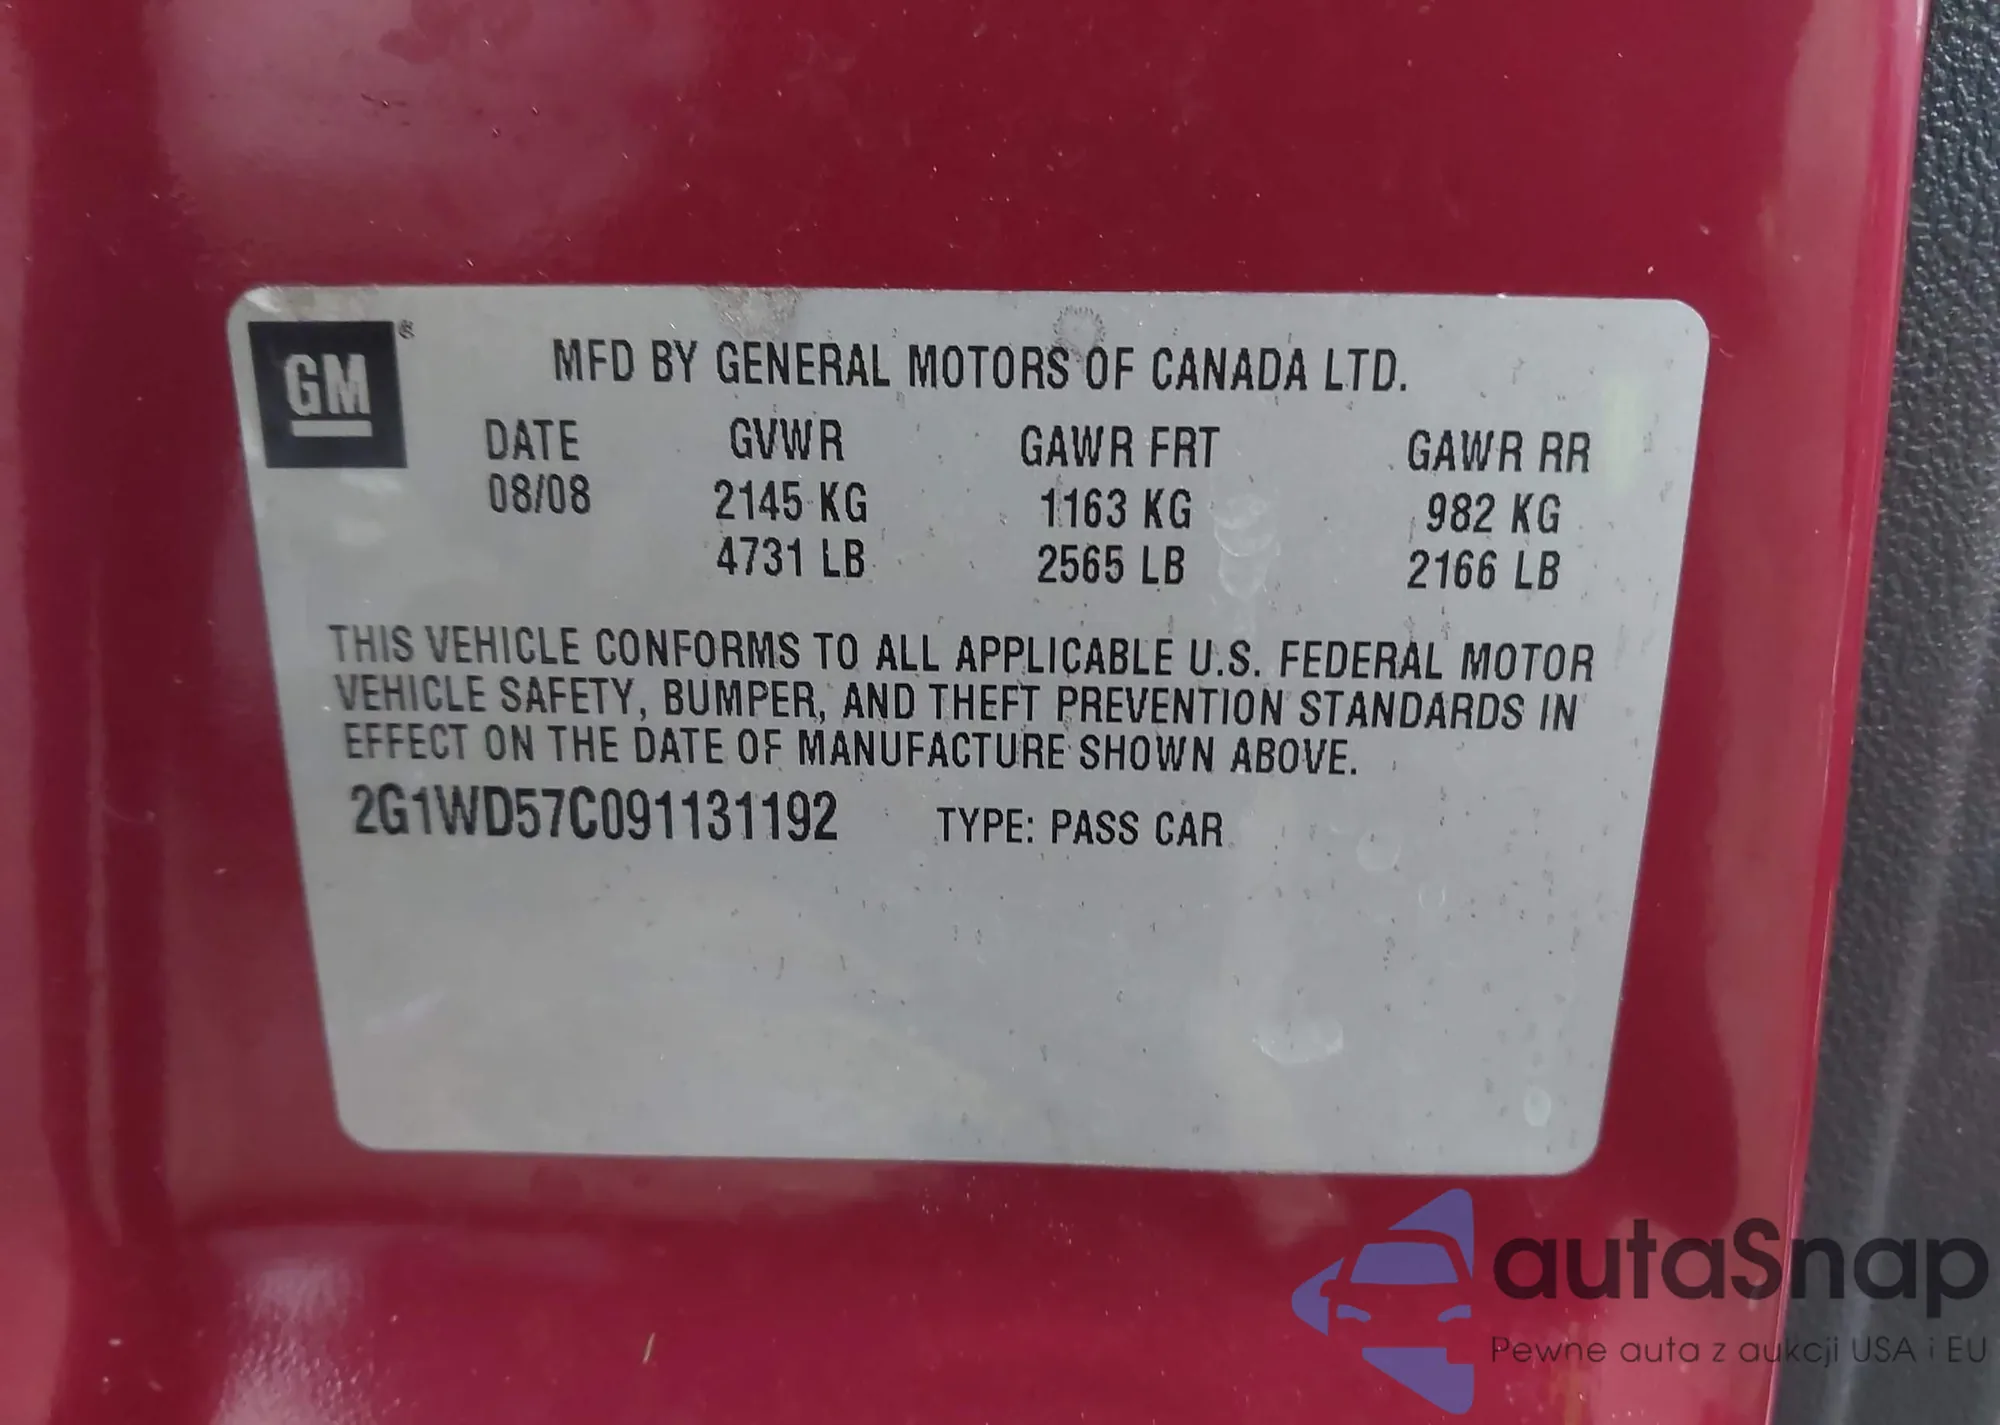 GM®
MFD BY GENERAL MOTORS OF CANADA LTD.
DATE GVWR GAWR FRT GAWR RR
08/08 2145 KG 1163 KG 982 KG
4731 LB 2565 LB 2166 LB
THIS VEHICLE CONFORMS TO ALL APPLICABLE U.S. FEDERAL MOTOR
VEHICLE SAFETY, BUMPER, AND THEFT PREVENTION STANDARDS IN
EFFECT ON THE DATE OF MANUFACTURE SHOWN ABOVE.
2G1WD57C091131192 TYPE: PASS CAR
autaSnap
Pewne auta z aukcji USA i EU